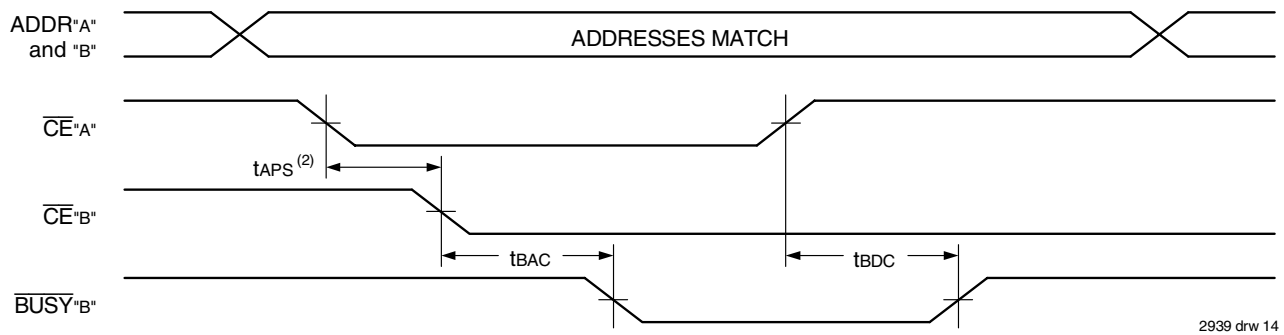 ADDR"A"
and "B"
ADDRESSES MATCH
CE"A"
tAPS (2)
CE"B"
tBAC
tBDC
BUSY"B"
2939 drw 14